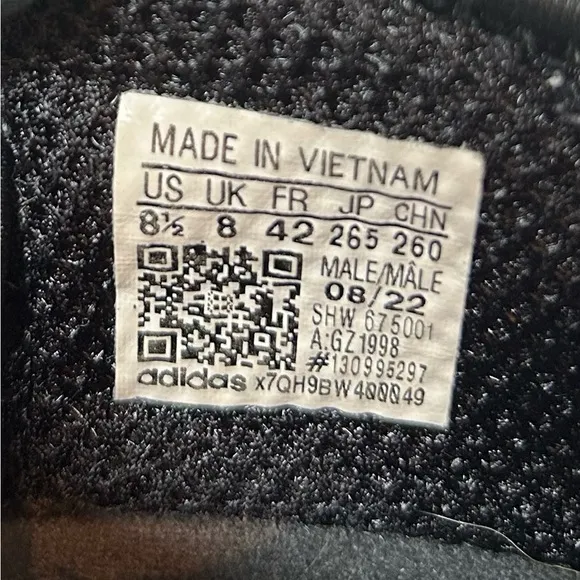 MADE IN VIETNAM
US UK FR JP CHN
8½ 8 42 265 260
MALE/MÂLE
08/22
SHW 675001
A:GZ1998
#130995297
adidas